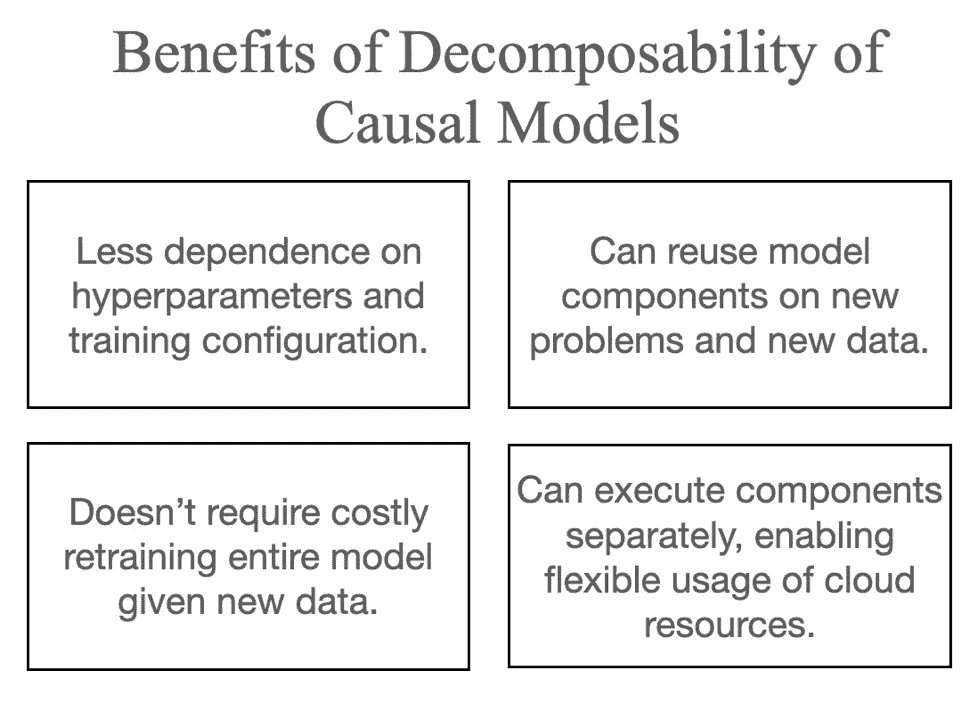 Benefits of Decomposability of
Causal Models
Less dependence on
hyperparameters and
training configuration.
Can reuse model
components on new
problems and new data.
Doesn’t require costly
retraining entire model
given new data.
Can execute components
separately, enabling
flexible usage of cloud
resources.